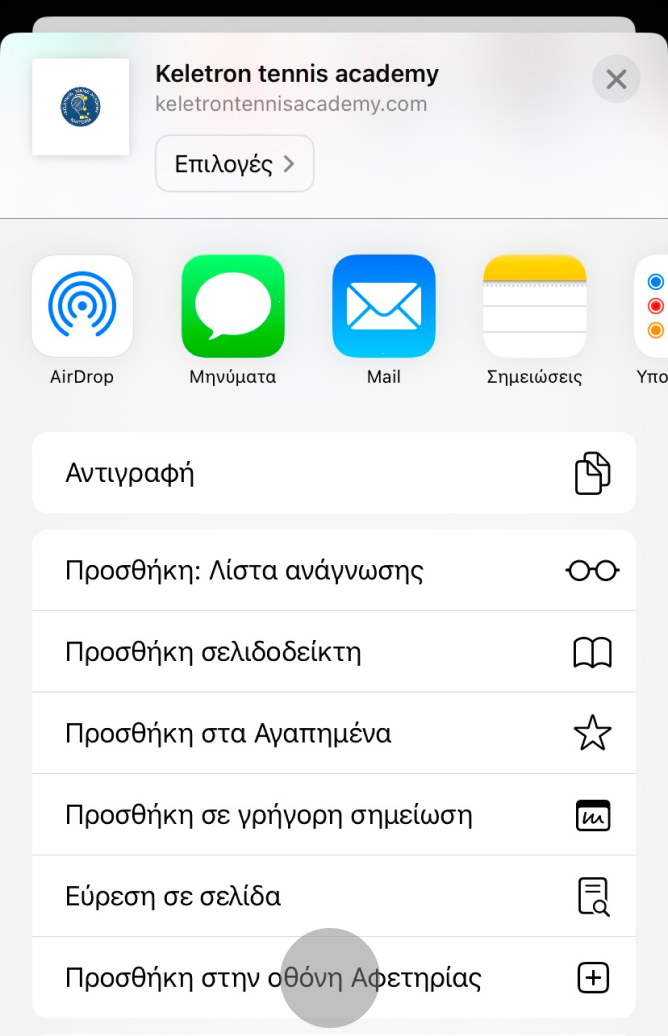 Keletron tennis academy
keletrontennisacademy.com
Επιλογές
AirDrop
Μηνύματα
Mail
Σημειώσεις
Υπο
Αντιγραφή
Προσθήκη: Λίστα ανάγνωσης
Προσθήκη σελιδοδείκτη
Προσθήκη στα Αγαπημένα
Προσθήκη σε γρήγορη σημείωση
Εύρεση σε σελίδα
Προσθήκη στην οθόνη Αφετηρίας